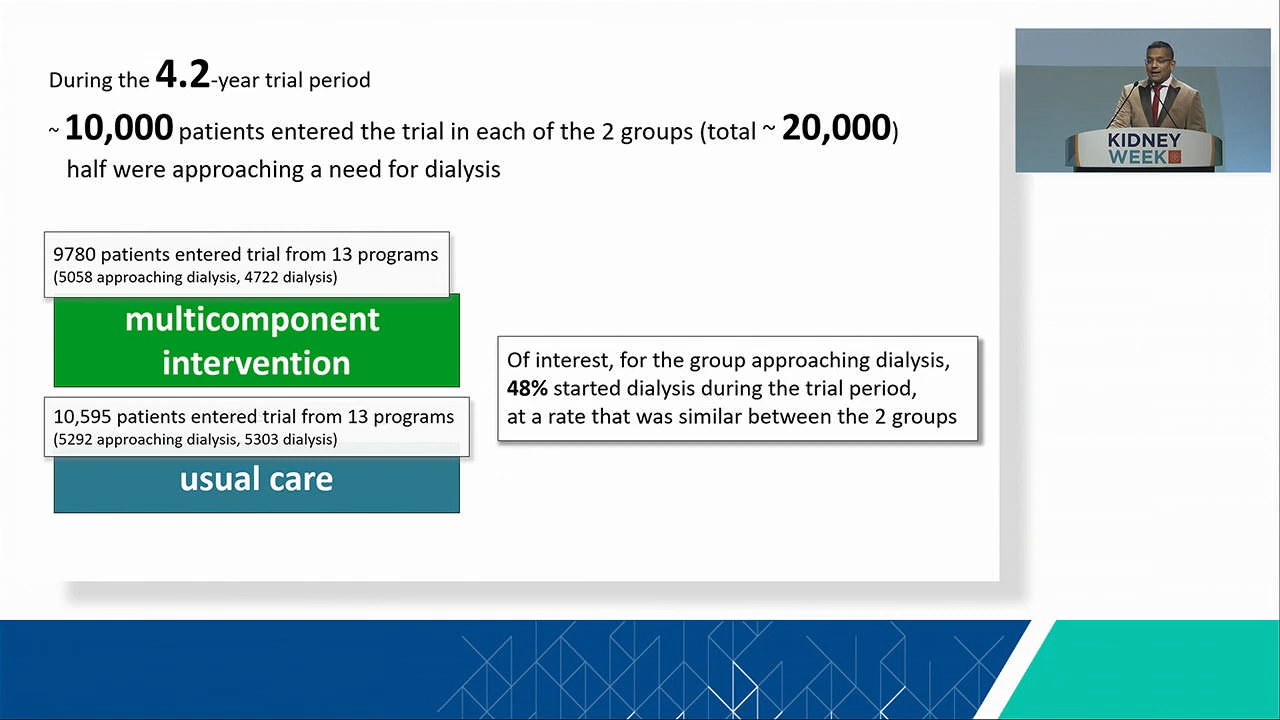 During the 4.2-year trial period
~ 10,000 patients entered the trial in each of the 2 groups (total ~ 20,000)
half were approaching a need for dialysis
9780 patients entered trial from 13 programs
(5058 approaching dialysis, 4722 dialysis)
multicomponent
intervention
10,595 patients entered trial from 13 programs
(5292 approaching dialysis, 5303 dialysis)
usual care
Of interest, for the group approaching dialysis,
48% started dialysis during the trial period,
at a rate that was similar between the 2 groups
KIDNEY
WEEK